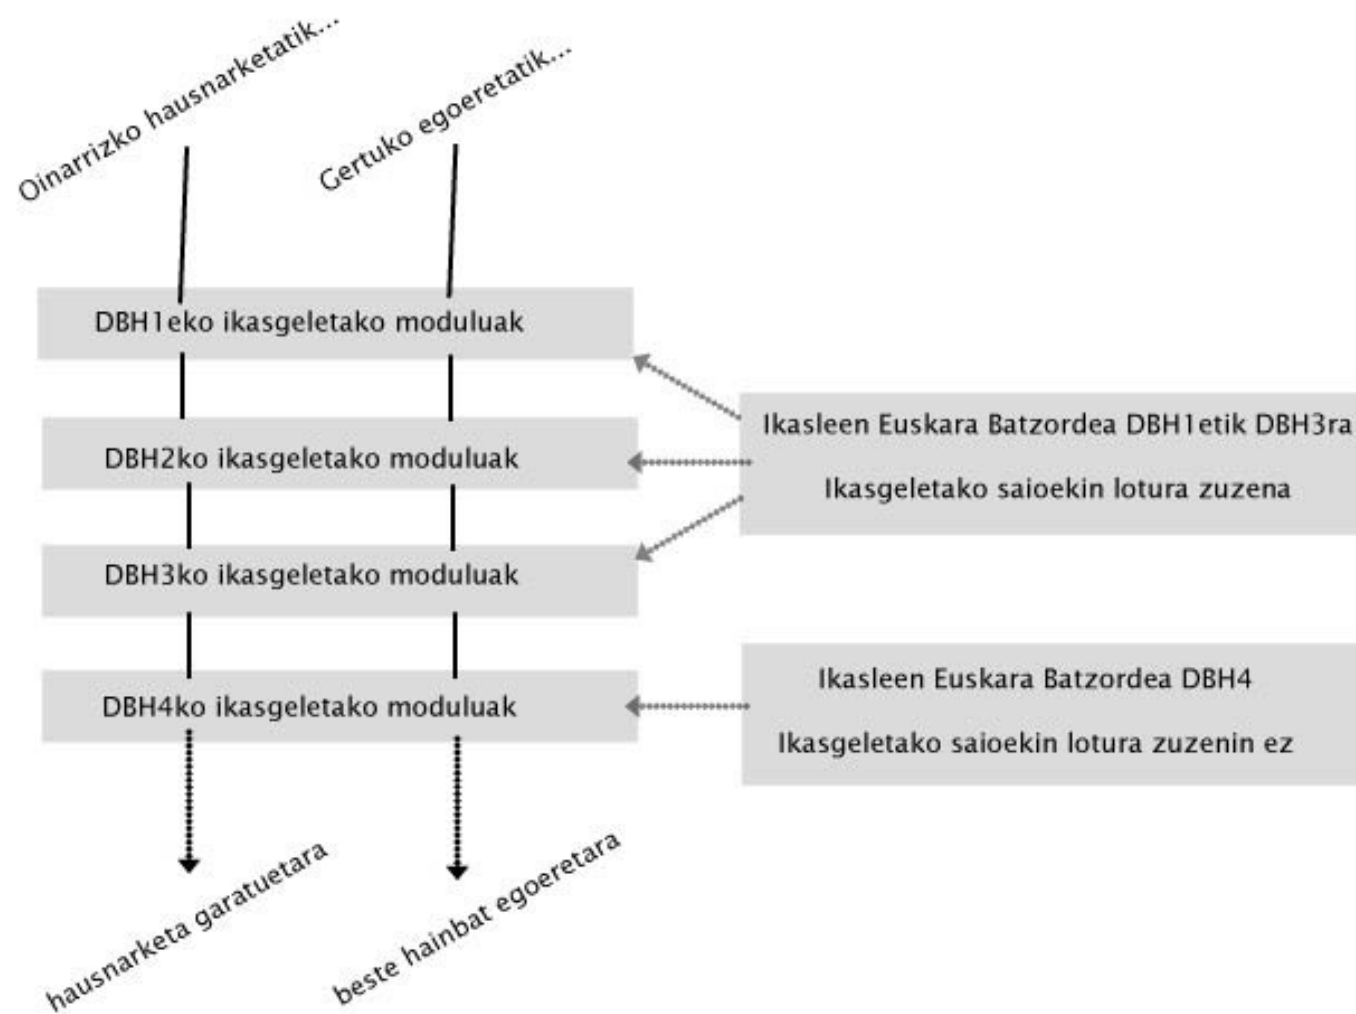 Oinarrizko hausnarketatik...
Gertuko egoeretatik...
DBH1eko ikasgeletako moduluak
DBH2ko ikasgeletako moduluak
DBH3ko ikasgeletako moduluak
DBH4ko ikasgeletako moduluak
Ikasleen Euskara Batzordea DBH1etik DBH3ra
Ikasgeletako saioekin lotura zuzena
Ikasleen Euskara Batzordea DBH4
Ikasgeletako saioekin lotura zuzenin ez
hausnarketa garatuetara
beste hainbat egoeretara